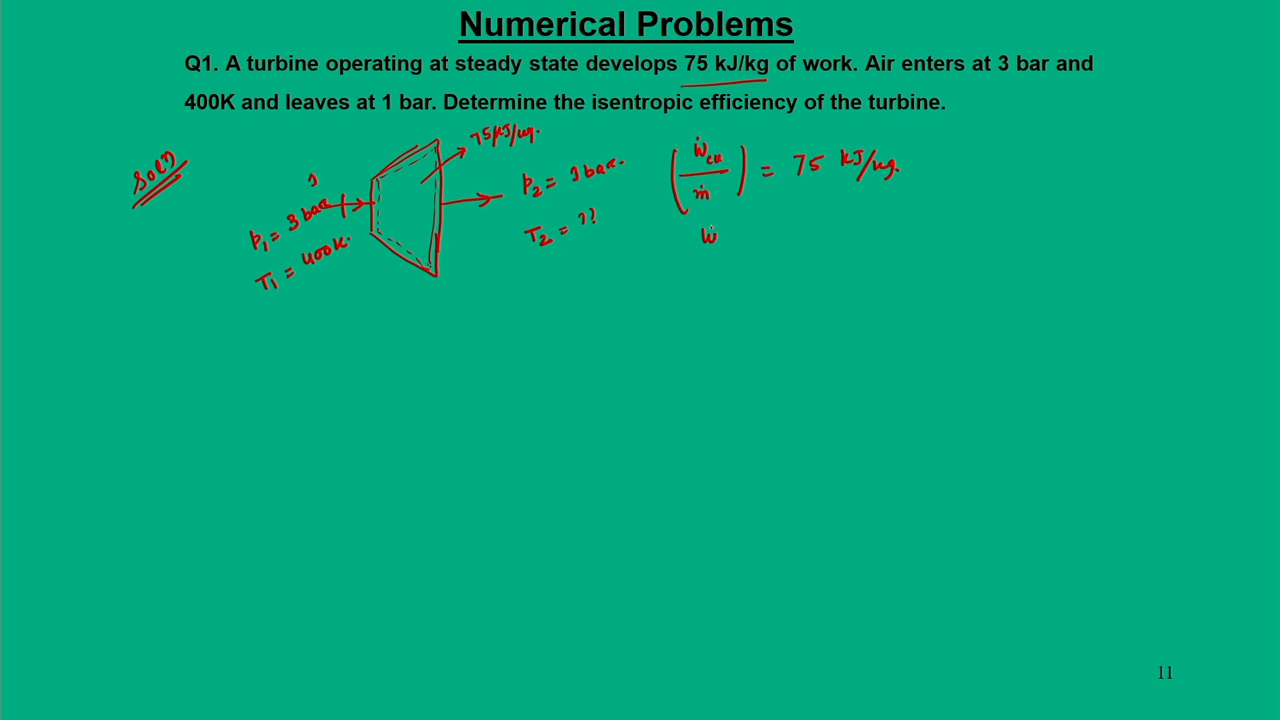 Numerical Problems
Q1. A turbine operating at steady state develops 75 kJ/kg of work. Air enters at 3 bar and
400K and leaves at 1 bar. Determine the isentropic efficiency of the turbine.
Soln
75 kJ/kg.
p₁ = 3 bar
T₁ = 400K.
p₂ = 1 bar.
T₂ = ??
(Ẇcv / ṁ) = 75 kJ/kg.
Ẇ
11